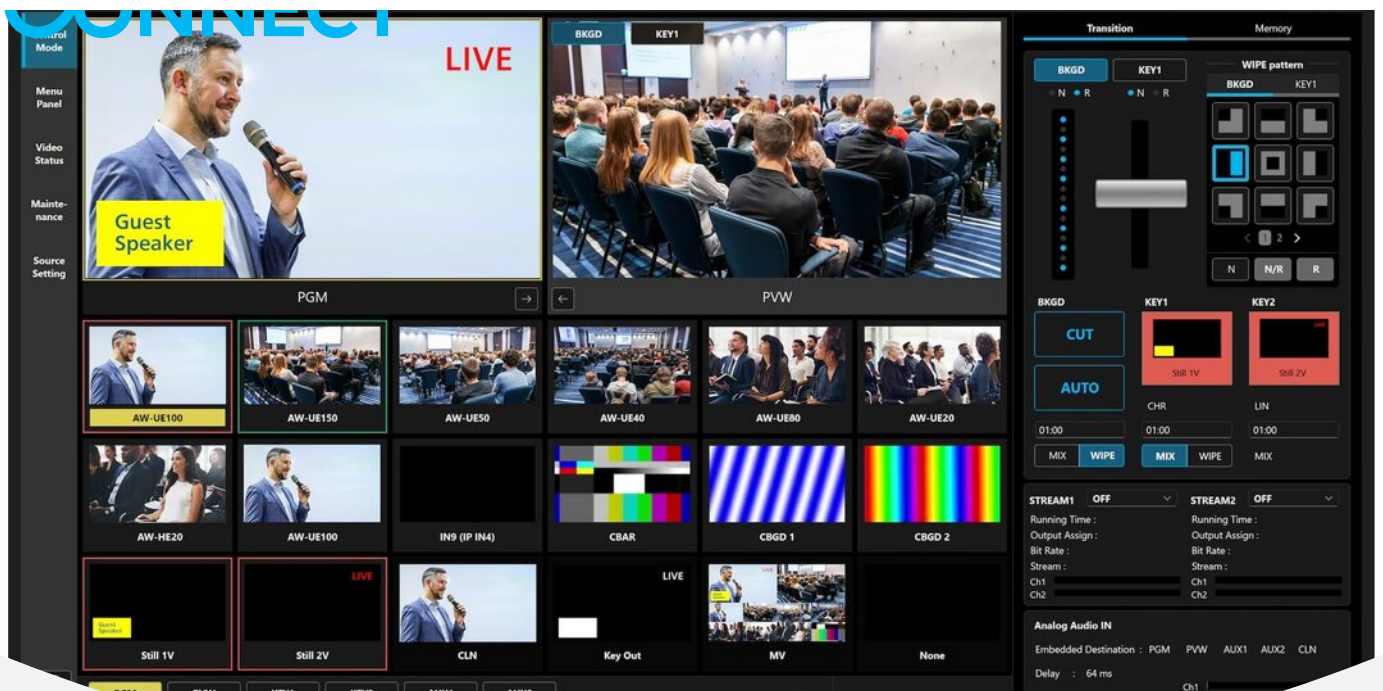 CONNECT
Control
Mode
Menu
Panel
Video
Status
Mainte-
nance
Source
Setting
LIVE
Guest
Speaker
BKGD KEY1
PGM →
← PVW
AW-UE100
AW-UE150
AW-UE50
AW-UE40
AW-UE80
AW-UE20
AW-HE20
AW-UE100
IN9 (IP IN4)
CBAR
CBGD 1
CBGD 2
Guest
Speaker
Still 1V
LIVE
Still 2V
CLN
LIVE
Key Out
MV
None
Transition Memory
BKGD KEY1
N R N R
WIPE pattern
BKGD KEY1
< 1 2 >
N N/R R
BKGD KEY1 KEY2
CUT
AUTO
Still 1V
LIVE
Still 2V
CHR LIN
01:00 01:00 01:00
MIX WIPE MIX WIPE MIX
STREAM1 OFF STREAM2 OFF
Running Time : Running Time :
Output Assign : Output Assign :
Bit Rate : Bit Rate :
Stream : Stream :
Ch1 Ch1
Ch2 Ch2
Analog Audio IN
Embedded Destination : PGM PVW AUX1 AUX2 CLN
Delay : 64 ms
Ch1